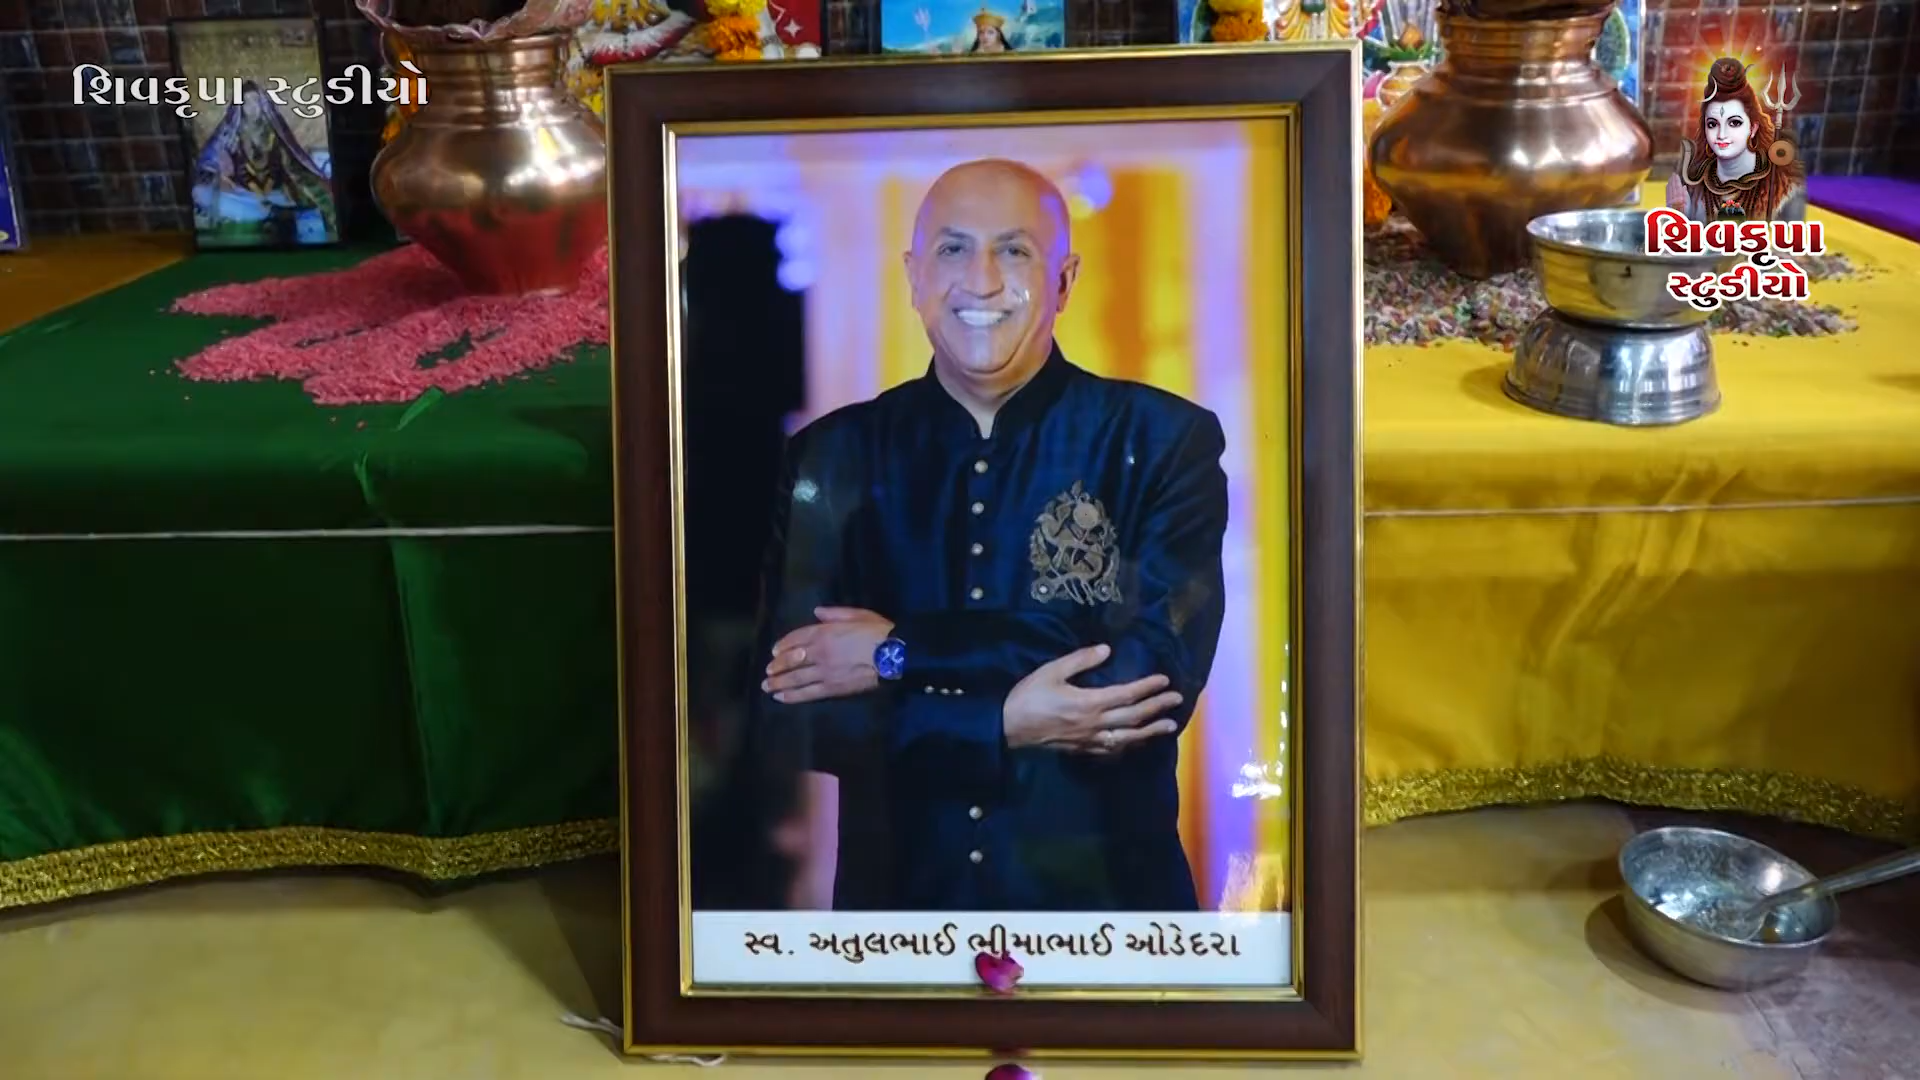 શિવકૃપા સ્ટુડીયો
શિવકૃપા
સ્ટુડીયો
સ્વ. અતુલભાઈ ભીમાભાઈ ઓડેદરા